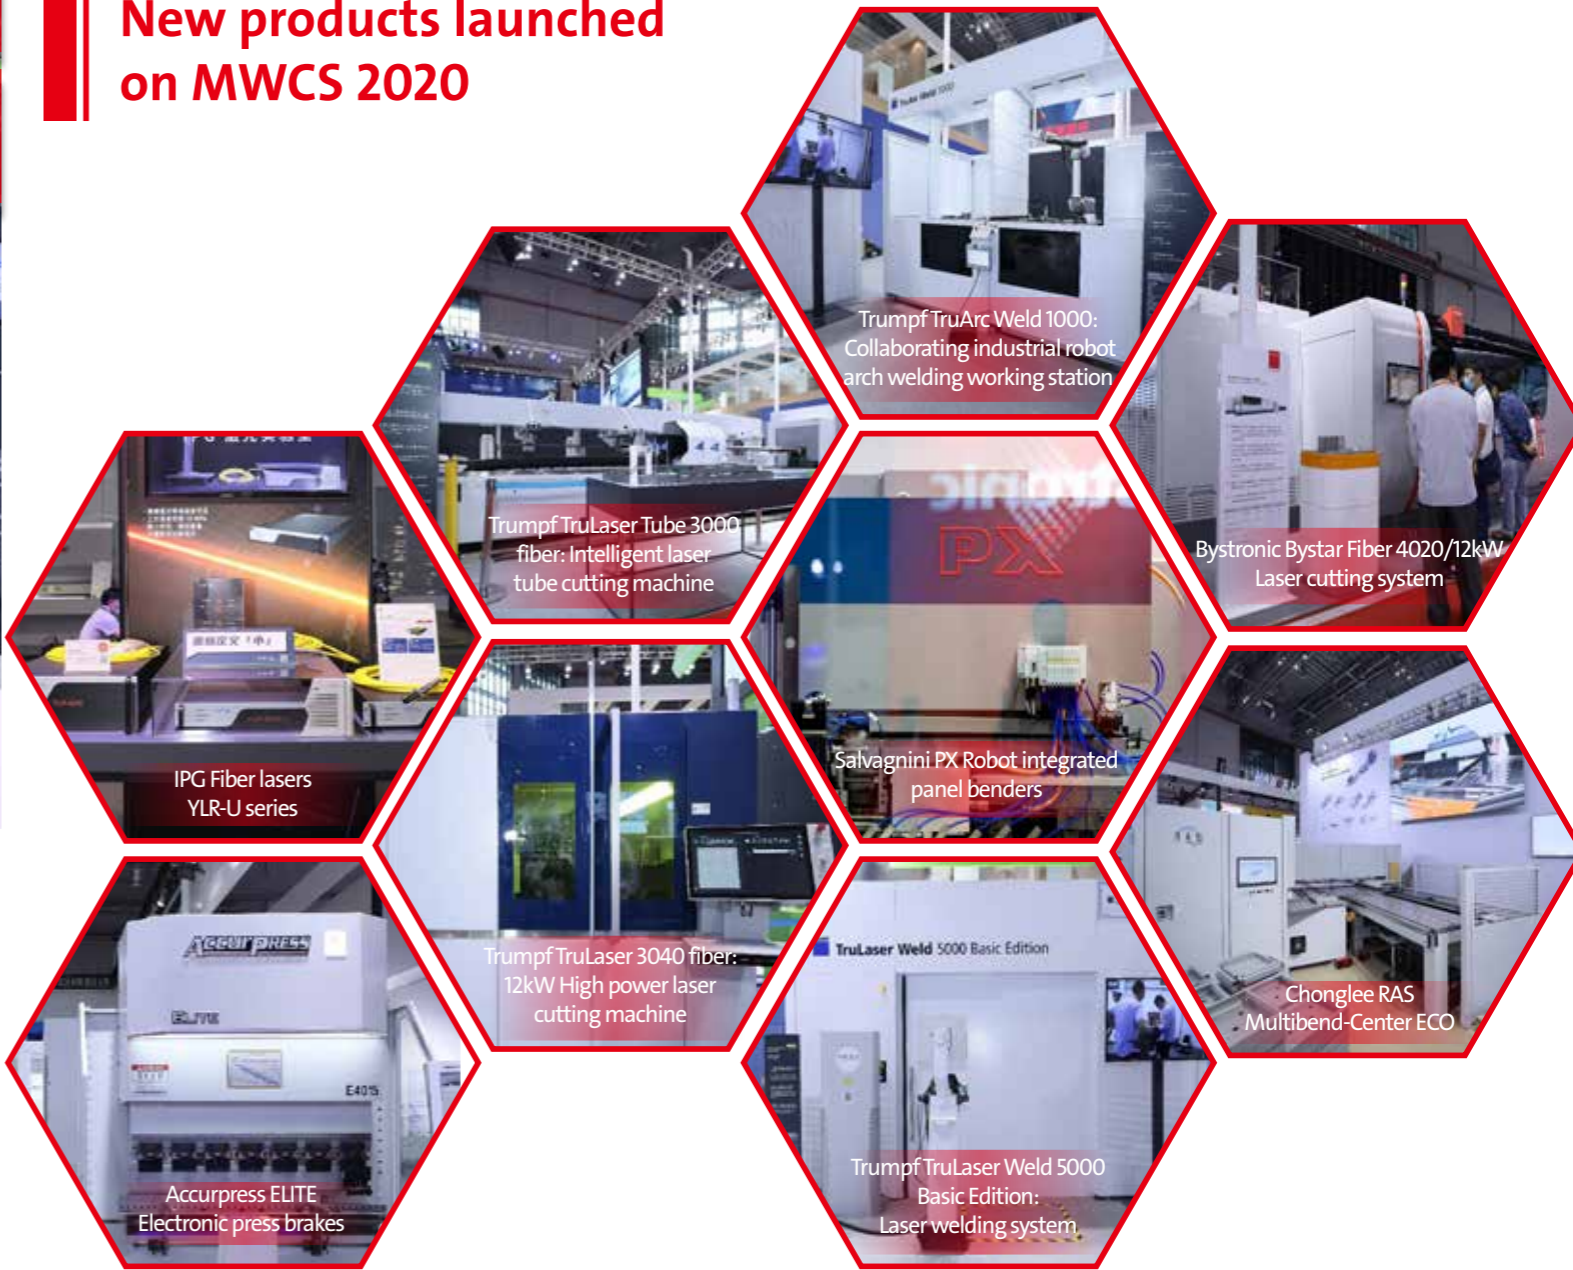 New products launched
on MWCS 2020
TruArc Weld 1000
Trumpf TruArc Weld 1000:
Collaborating industrial robot
arch welding working station
Trumpf TruLaser Tube 3000
fiber: Intelligent laser
tube cutting machine
Bystronic Bystar Fiber 4020/12kW
Laser cutting system
PX
Salvagnini PX Robot integrated
panel benders
IPG Fiber lasers
YLR-U series
Trumpf TruLaser 3040 fiber:
12kW High power laser
cutting machine
RAS
Chonglee RAS
Multibend-Center ECO
ACCURPRESS
ELITE
E4015
Accurpress ELITE
Electronic press brakes
TruLaser Weld 5000 Basic Edition
Trumpf TruLaser Weld 5000
Basic Edition:
Laser welding system